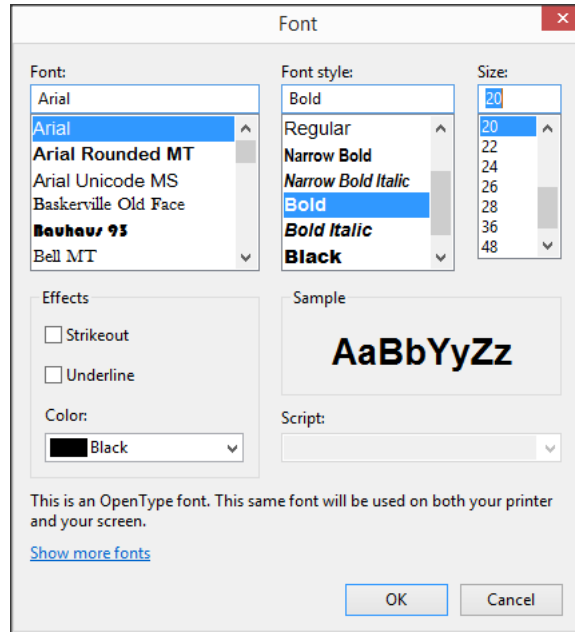 Font
Font:
Arial
Arial
Arial Rounded MT
Arial Unicode MS
Baskerville Old Face
Bauhaus 93
Bell MT
Font style:
Bold
Regular
Narrow Bold
Narrow Bold Italic
Bold
Bold Italic
Black
Size:
20
20
22
24
26
28
36
48
Effects
Strikeout
Underline
Color:
Black
Sample
AaBbYyZz
Script:
This is an OpenType font. This same font will be used on both your printer
and your screen.
Show more fonts
OK
Cancel